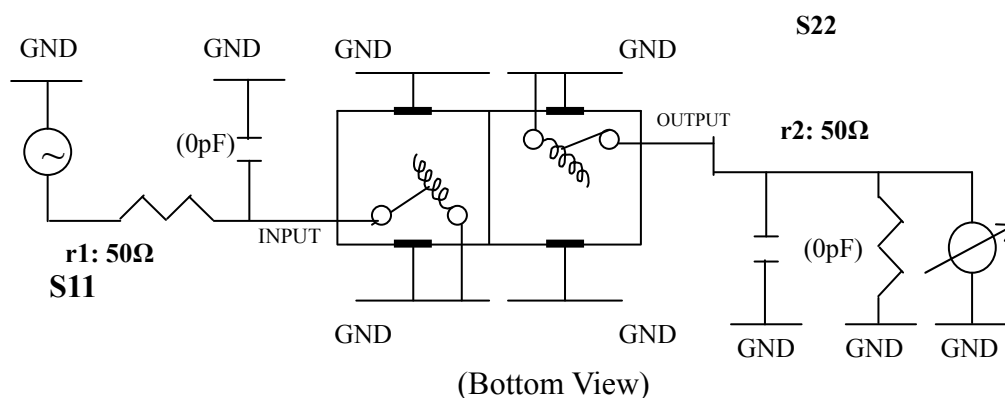 S22
GND
GND
GND
GND
OUTPUT
r2: 50Ω
(0pF)
INPUT
r1: 50Ω
S11
(0pF)
GND
GND
GND
GND
GND
(Bottom View)